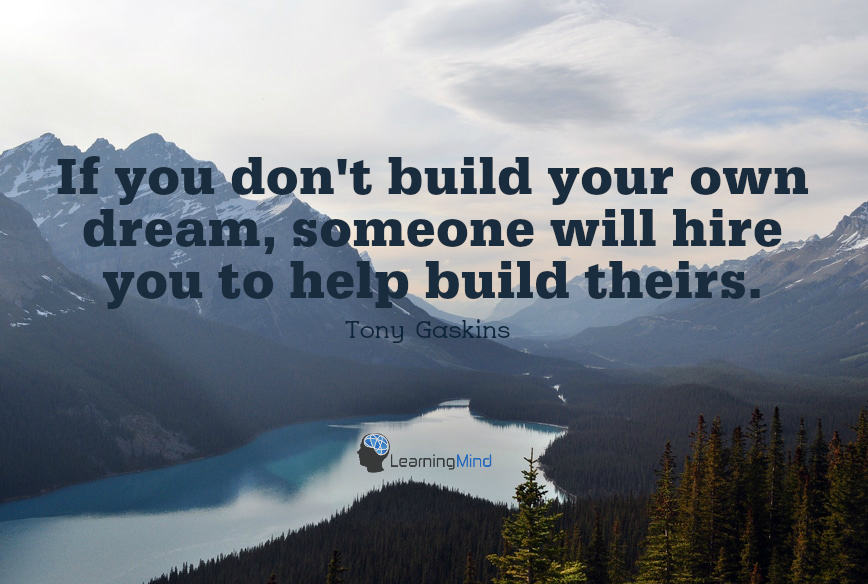 If you don't build your own
dream, someone will hire
you to help build theirs.
Tony Gaskins
LearningMind